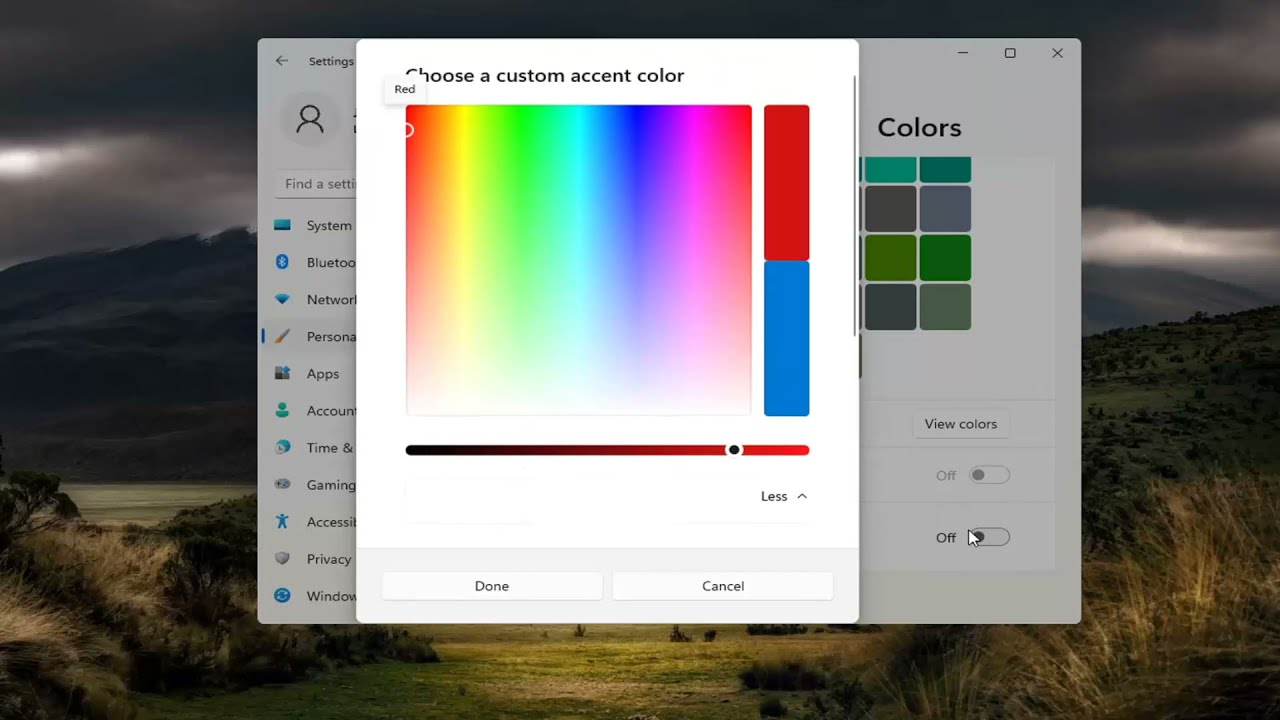 Settings
Choose a custom accent color
Red
Colors
Find a setti
System
Bluetoo
Networ
Persona
Apps
Account
Time &
Gaming
Accessib
Privacy
Window
View colors
Off
Less
Off
Done
Cancel